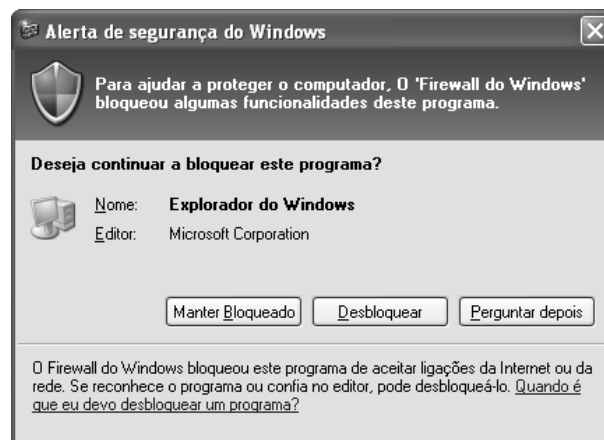 Alerta de segurança do Windows
Para ajudar a proteger o computador, O 'Firewall do Windows'
bloqueou algumas funcionalidades deste programa.
Deseja continuar a bloquear este programa?
Nome: Explorador do Windows
Editor: Microsoft Corporation
Manter Bloqueado Desbloquear Perguntar depois
O Firewall do Windows bloqueou este programa de aceitar ligações da Internet ou da
rede. Se reconhece o programa ou confia no editor, pode desbloqueá-lo. Quando é
que eu devo desbloquear um programa?